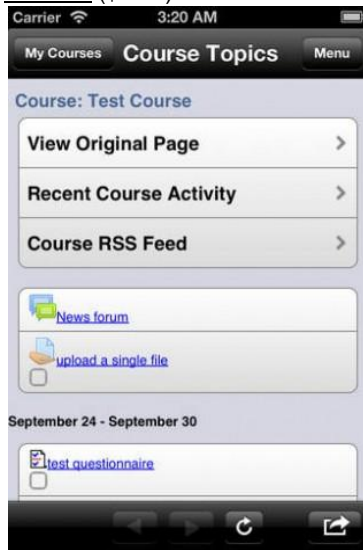 Carrier 3:20 AM
My Courses Course Topics Menu
Course: Test Course
View Original Page
Recent Course Activity
Course RSS Feed
News forum
upload a single file
September 24 - September 30
test questionnaire